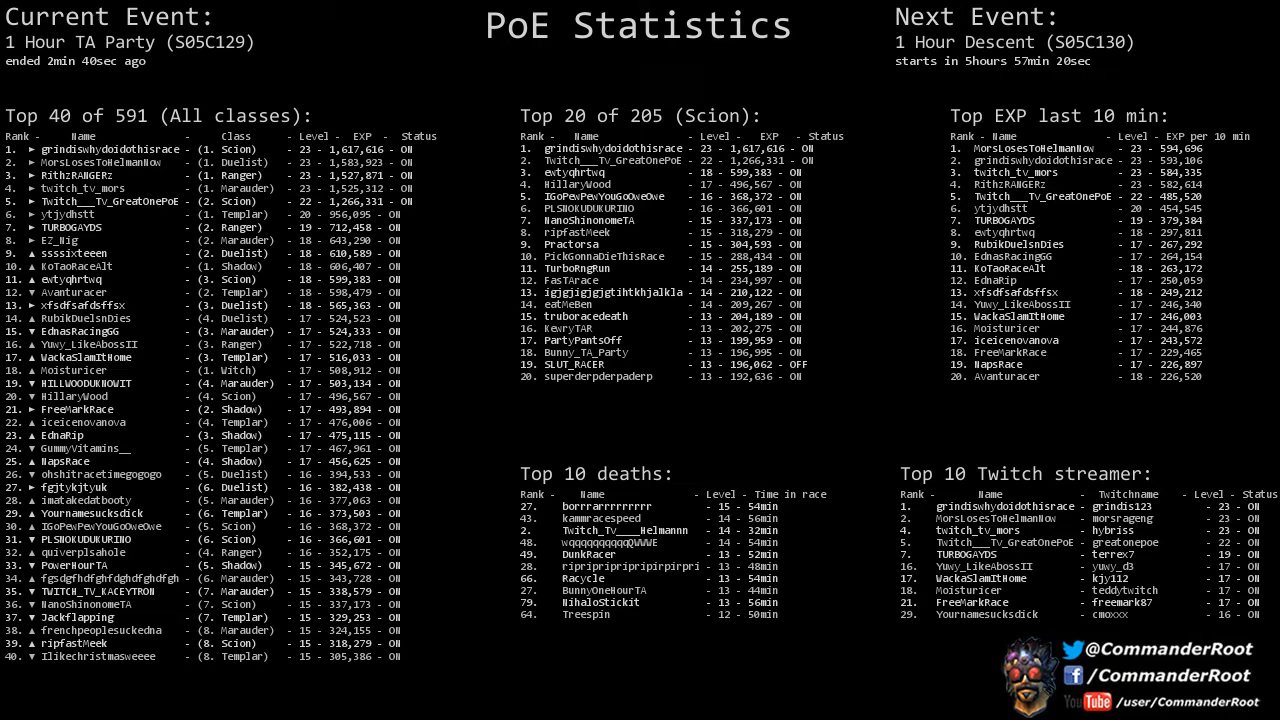 Current Event:
1 Hour TA Party (S05C129)
ended 2min 40sec ago
PoE Statistics
Next Event:
1 Hour Descent (S05C130)
starts in 5hours 57min 20sec
Top 40 of 591 (All classes):
Rank - Name - Class - Level - EXP - Status
1. ► grindiswhydoidothisrace - (1. Scion) - 23 - 1,617,616 - ON
2. ► MorsLosesToHelmanNow - (1. Duelist) - 23 - 1,583,923 - ON
3. ► RithzRANGERz - (1. Ranger) - 23 - 1,527,871 - ON
4. ► twitch_tv_mors - (1. Marauder) - 23 - 1,525,312 - ON
5. ► Twitch___Tv_GreatOnePoE - (2. Scion) - 22 - 1,266,331 - ON
6. ► ytjydhstt - (1. Templar) - 20 - 956,095 - ON
7. ► TURBOGAYDS - (2. Ranger) - 19 - 712,458 - ON
8. ► EZ_Nig - (2. Marauder) - 18 - 643,290 - ON
9. ▲ ssssixteeen - (2. Duelist) - 18 - 610,589 - ON
10. ▲ KoTaoRaceAlt - (1. Shadow) - 18 - 606,407 - ON
11. ▲ ewtyqhrtwq - (3. Scion) - 18 - 599,383 - ON
12. ▼ Avanturacer - (2. Templar) - 18 - 598,479 - ON
13. ► xfsdfsafdsffsx - (3. Duelist) - 18 - 565,363 - ON
14. ▲ RubikDuelsnDies - (4. Duelist) - 17 - 524,523 - ON
15. ▼ EdnasRacingGG - (3. Marauder) - 17 - 524,333 - ON
16. ▲ Yuwy_LikeAbossII - (3. Ranger) - 17 - 522,718 - ON
17. ▲ WackaSlamItHome - (3. Templar) - 17 - 516,033 - ON
18. ▲ Moisturicer - (1. Witch) - 17 - 508,912 - ON
19. ▼ HILLWOODUKNOWIT - (4. Marauder) - 17 - 503,134 - ON
20. ▼ HillaryWood - (4. Scion) - 17 - 496,567 - ON
21. ► FreeMarkRace - (2. Shadow) - 17 - 493,894 - ON
22. ▲ iceicenovanova - (4. Templar) - 17 - 476,006 - ON
23. ▲ EdnaRip - (3. Shadow) - 17 - 475,115 - ON
24. ▼ GummyVitamins__ - (5. Templar) - 17 - 467,961 - ON
25. ▲ NapsRace - (4. Shadow) - 17 - 456,625 - ON
26. ▼ ohshitracetimegogogo - (5. Duelist) - 16 - 394,533 - ON
27. ► fgjtykjtyuk - (6. Duelist) - 16 - 382,438 - ON
28. ▲ imatakedatbooty - (5. Marauder) - 16 - 377,063 - ON
29. ▲ Yournamesucksdick - (6. Templar) - 16 - 373,503 - ON
30. ▲ IGoPewPewYouGoOweOwe - (5. Scion) - 16 - 368,372 - ON
31. ▲ PLSNOKUDUKURINO - (6. Scion) - 16 - 366,601 - ON
32. ▲ quiverplsahole - (4. Ranger) - 16 - 352,175 - ON
33. ▼ PowerHourTA - (5. Shadow) - 15 - 345,672 - ON
34. ▲ fgsdgfhdfghfdghdfghdfgh - (6. Marauder) - 15 - 343,728 - ON
35. ▼ TWITCH_TV_KACEYTRON - (7. Marauder) - 15 - 338,579 - ON
36. ▼ NanoShinonomeTA - (7. Scion) - 15 - 337,173 - ON
37. ▼ Jackflapping - (7. Templar) - 15 - 329,253 - ON
38. ▲ frenchpeoplesuckedna - (8. Marauder) - 15 - 324,155 - ON
39. ▲ ripfastMeek - (8. Scion) - 15 - 318,279 - ON
40. ▼ Ilikechristmasweeee - (8. Templar) - 15 - 305,386 - ON
Top 20 of 205 (Scion):
Rank - Name - Level - EXP - Status
1. grindiswhydoidothisrace - 23 - 1,617,616 - ON
2. Twitch___Tv_GreatOnePoE - 22 - 1,266,331 - ON
3. ewtyqhrtwq - 18 - 599,383 - ON
4. HillaryWood - 17 - 496,567 - ON
5. IGoPewPewYouGoOweOwe - 16 - 368,372 - ON
6. PLSNOKUDUKURINO - 16 - 366,601 - ON
7. NanoShinonomeTA - 15 - 337,173 - ON
8. ripfastMeek - 15 - 318,279 - ON
9. Practorsa - 15 - 304,593 - ON
10. PickGonnaDieThisRace - 15 - 288,434 - ON
11. TurboRngRun - 14 - 255,189 - ON
12. FasTArace - 14 - 234,997 - ON
13. igjgjigjgjgtihtkhjalkla - 14 - 210,122 - ON
14. eatMeBen - 14 - 209,267 - ON
15. truboracedeath - 13 - 204,189 - ON
16. KewryTAR - 13 - 202,275 - ON
17. PartyPantsOff - 13 - 199,959 - ON
18. Bunny_TA_Party - 13 - 196,995 - ON
19. SLUT_RACER - 13 - 196,062 - OFF
20. superderpderpaderp - 13 - 192,636 - ON
Top EXP last 10 min:
Rank - Name - Level - EXP per 10 min
1. MorsLosesToHelmanNow - 23 - 594,696
2. grindiswhydoidothisrace - 23 - 593,106
3. twitch_tv_mors - 23 - 584,335
4. RithzRANGERz - 23 - 582,614
5. Twitch___Tv_GreatOnePoE - 22 - 485,520
6. ytjydhstt - 20 - 454,545
7. TURBOGAYDS - 19 - 379,384
8. ewtyqhrtwq - 18 - 297,811
9. RubikDuelsnDies - 17 - 267,292
10. EdnasRacingGG - 17 - 264,154
11. KoTaoRaceAlt - 18 - 263,172
12. EdnaRip - 17 - 250,059
13. xfsdfsafdsffsx - 18 - 249,212
14. Yuwy_LikeAbossII - 17 - 246,340
15. WackaSlamItHome - 17 - 246,003
16. Moisturicer - 17 - 244,876
17. iceicenovanova - 17 - 243,572
18. FreeMarkRace - 17 - 229,465
19. NapsRace - 17 - 226,897
20. Avanturacer - 18 - 226,520
Top 10 deaths:
Rank - Name - Level - Time in race
27. borrrarrrrrrrr - 15 - 54min
43. kammracespeed - 14 - 56min
2. Twitch_Tv____Helmannn - 14 - 32min
48. wqqqqqqqqqqQWWE - 14 - 54min
49. DunkRacer - 13 - 52min
28. ripripripripripripripri - 13 - 48min
66. Racycle - 13 - 54min
27. BunnyOneHourTA - 13 - 44min
79. NihaloStickit - 13 - 56min
64. Treespin - 12 - 50min
Top 10 Twitch streamer:
Rank - Name - Twitchname - Level - Status
1. grindiswhydoidothisrace - grindis123 - 23 - ON
2. MorsLosesToHelmanNow - morsrageng - 23 - ON
4. twitch_tv_mors - hybriss - 23 - ON
5. Twitch___Tv_GreatOnePoE - greatonepoe - 22 - ON
7. TURBOGAYDS - terrex7 - 19 - ON
16. Yuwy_LikeAbossII - yuwy_d3 - 17 - ON
17. WackaSlamItHome - kjy112 - 17 - ON
18. Moisturicer - teddytwitch - 17 - ON
21. FreeMarkRace - freemark87 - 17 - ON
29. Yournamesucksdick - cmoxxx - 16 - ON
@CommanderRoot
f /CommanderRoot
YouTube /user/CommanderRoot